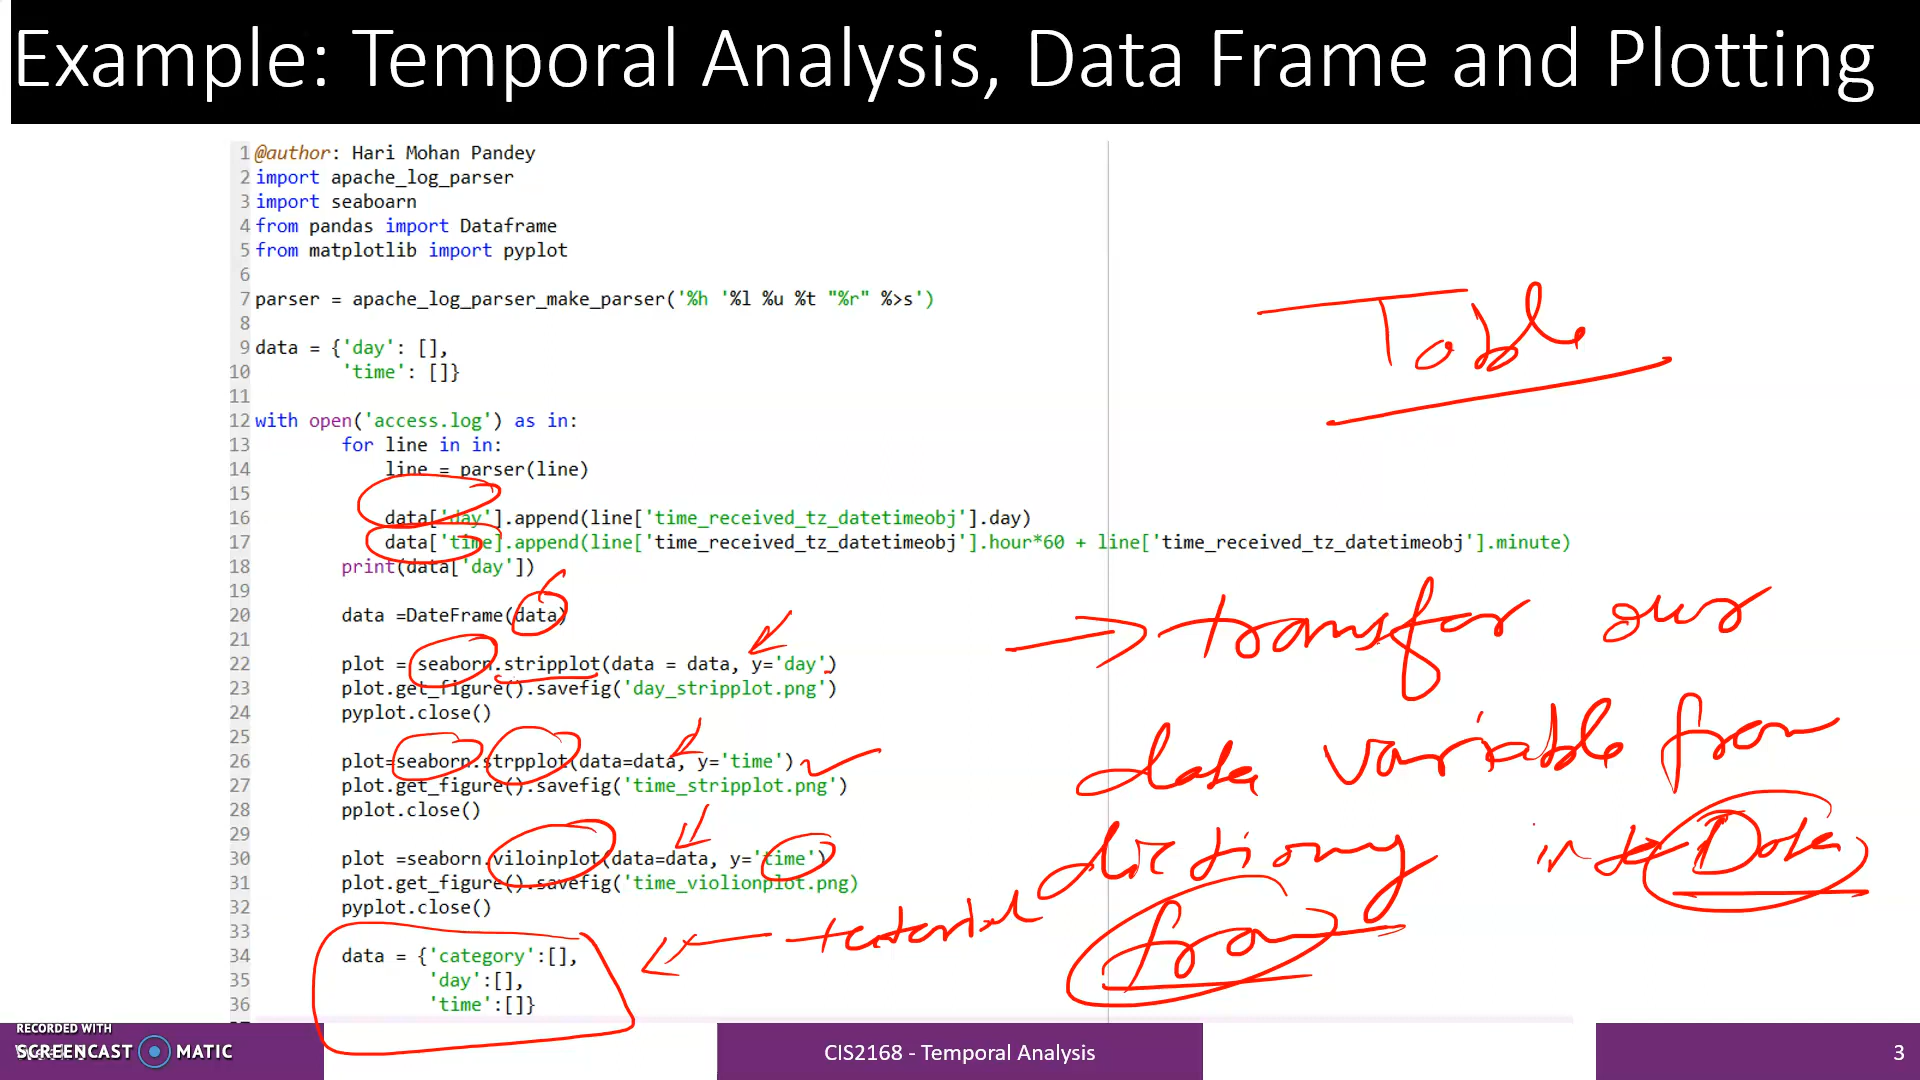 Example: Temporal Analysis, Data Frame and Plotting
1 @author: Hari Mohan Pandey
2 import apache_log_parser
3 import seaboarn
4 from pandas import Dataframe
5 from matplotlib import pyplot
6
7 parser = apache_log_parser_make_parser('%h '%l %u %t "%r" %>s')
8
9 data = {'day': [],
10 'time': []}
11
12 with open('access.log') as in:
13 for line in in:
14 line = parser(line)
15
16 data['day'].append(line['time_received_tz_datetimeobj'].day)
17 data['time].append(line['time_received_tz_datetimeobj'].hour*60 + line['time_received_tz_datetimeobj'].minute)
18 print(data['day'])
19
20 data =DateFrame(data)
21
22 plot = seaborn.stripplot(data = data, y='day')
23 plot.get_figure().savefig('day_stripplot.png')
24 pyplot.close()
25
26 plot=seaborn.strpplot(data=data, y='time')
27 plot.get_figure().savefig('time_stripplot.png')
28 pplot.close()
29
30 plot =seaborn.viloinplot(data=data, y='time')
31 plot.get_figure().savefig('time_violionplot.png)
32 pyplot.close()
33
34 data = {'category':[],
35 'day':[],
36 'time':[]}
Table
transfor our
data variable from
dictionary into Data
fram
tutorial
RECORDED WITH
SCREENCAST MATIC
CIS2168 - Temporal Analysis
3